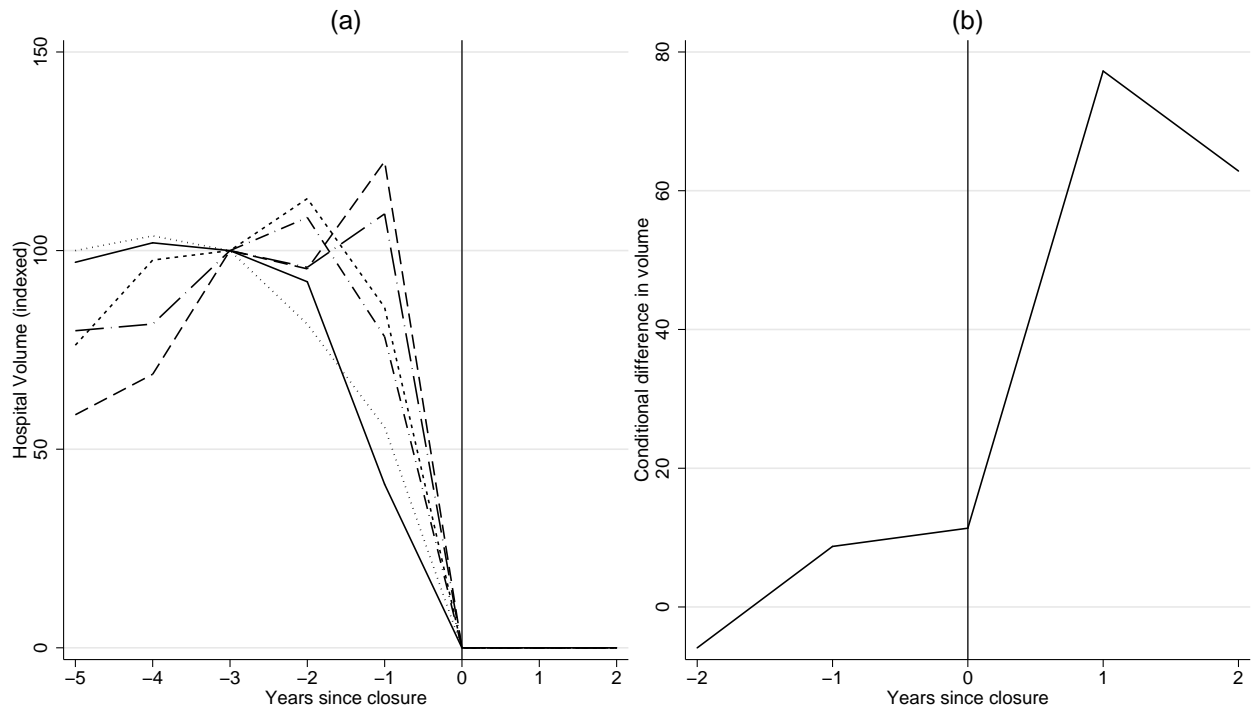 (a)
150
100
50
0
Hospital Volume (indexed)
−5 −4 −3 −2 −1 0 1 2
Years since closure
(b)
80
60
40
20
0
Conditional difference in volume
−2 −1 0 1 2
Years since closure